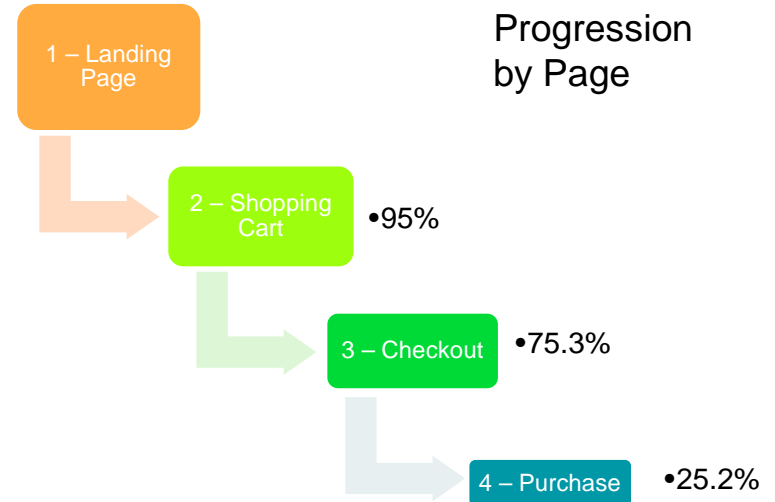 Progression
by Page
1 – Landing
Page
2 – Shopping
Cart
•95%
3 – Checkout
•75.3%
4 – Purchase
•25.2%